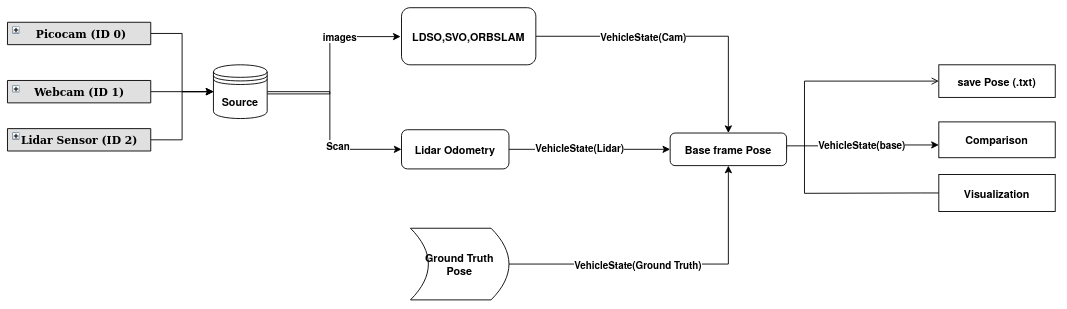 Picocam (ID 0)
Webcam (ID 1)
Lidar Sensor (ID 2)
Source
images
Scan
LDSO,SVO,ORBSLAM
Lidar Odometry
Ground Truth
Pose
VehicleState(Cam)
VehicleState(Lidar)
VehicleState(Ground Truth)
Base frame Pose
VehicleState(base)
save Pose (.txt)
Comparison
Visualization